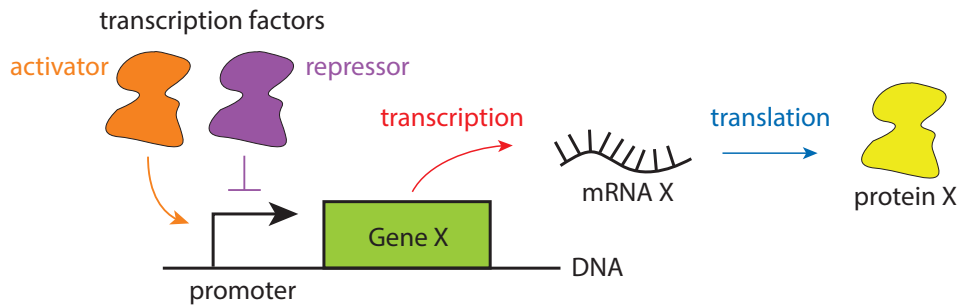 transcription factors
activator
repressor
transcription
translation
mRNA X
protein X
Gene X
DNA
promoter